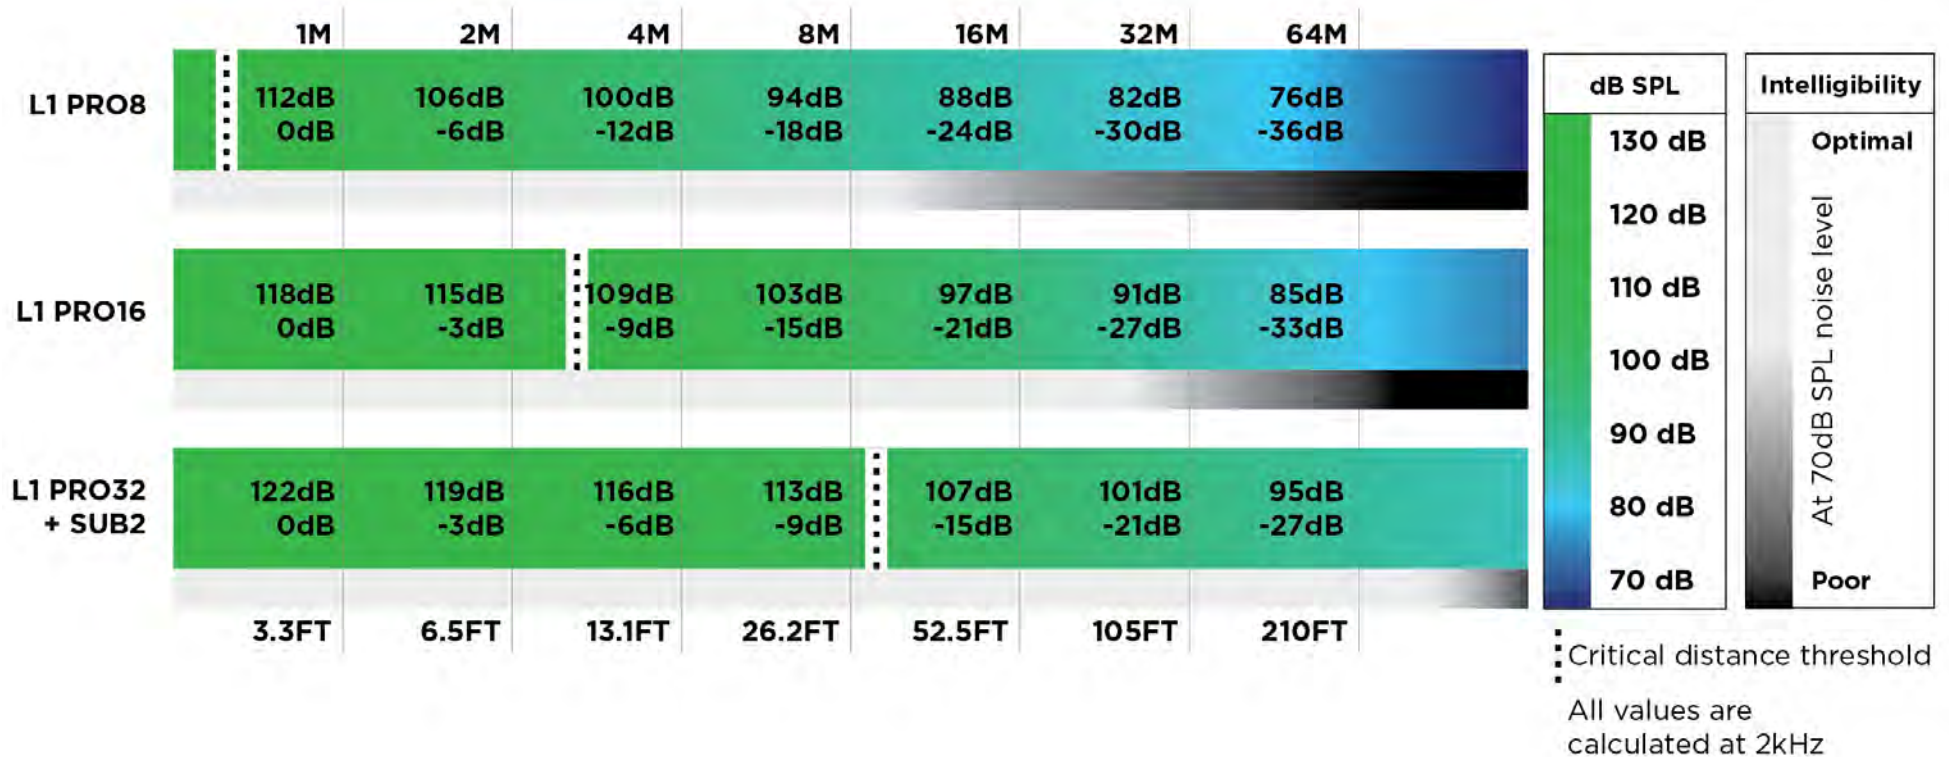 1M 2M 4M 8M 16M 32M 64M
L1 PRO8
112dB 106dB 100dB 94dB 88dB 82dB 76dB
0dB -6dB -12dB -18dB -24dB -30dB -36dB
L1 PRO16
118dB 115dB 109dB 103dB 97dB 91dB 85dB
0dB -3dB -9dB -15dB -21dB -27dB -33dB
L1 PRO32
+ SUB2
122dB 119dB 116dB 113dB 107dB 101dB 95dB
0dB -3dB -6dB -9dB -15dB -21dB -27dB
3.3FT 6.5FT 13.1FT 26.2FT 52.5FT 105FT 210FT
dB SPL
130 dB
120 dB
110 dB
100 dB
90 dB
80 dB
70 dB
Intelligibility
Optimal
At 70dB SPL noise level
Poor
Critical distance threshold
All values are
calculated at 2kHz